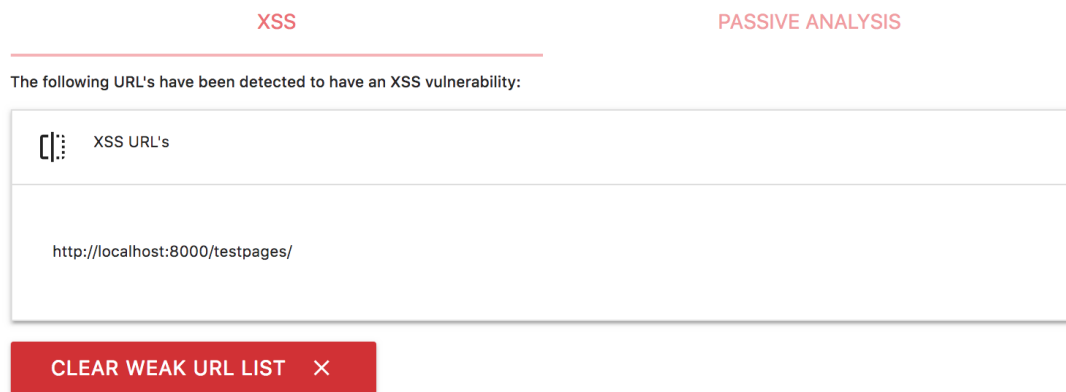 XSS
PASSIVE ANALYSIS
The following URL's have been detected to have an XSS vulnerability:
XSS URL's
http://localhost:8000/testpages/
CLEAR WEAK URL LIST ×